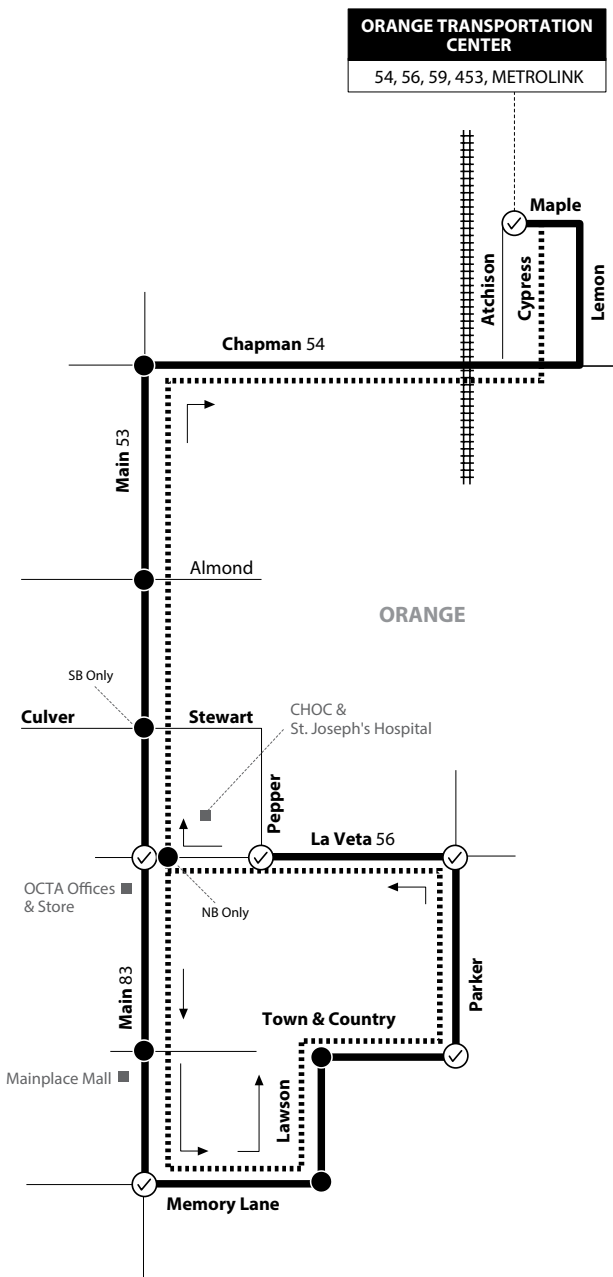 ORANGE TRANSPORTATION
CENTER
54, 56, 59, 453, METROLINK
Maple
Atchison
Cypress
Lemon
Chapman 54
Main 53
Almond
ORANGE
SB Only
Culver
Stewart
CHOC &
St. Joseph's Hospital
Pepper
La Veta 56
OCTA Offices
& Store
NB Only
Main 83
Parker
Town & Country
Mainplace Mall
Lawson
Memory Lane